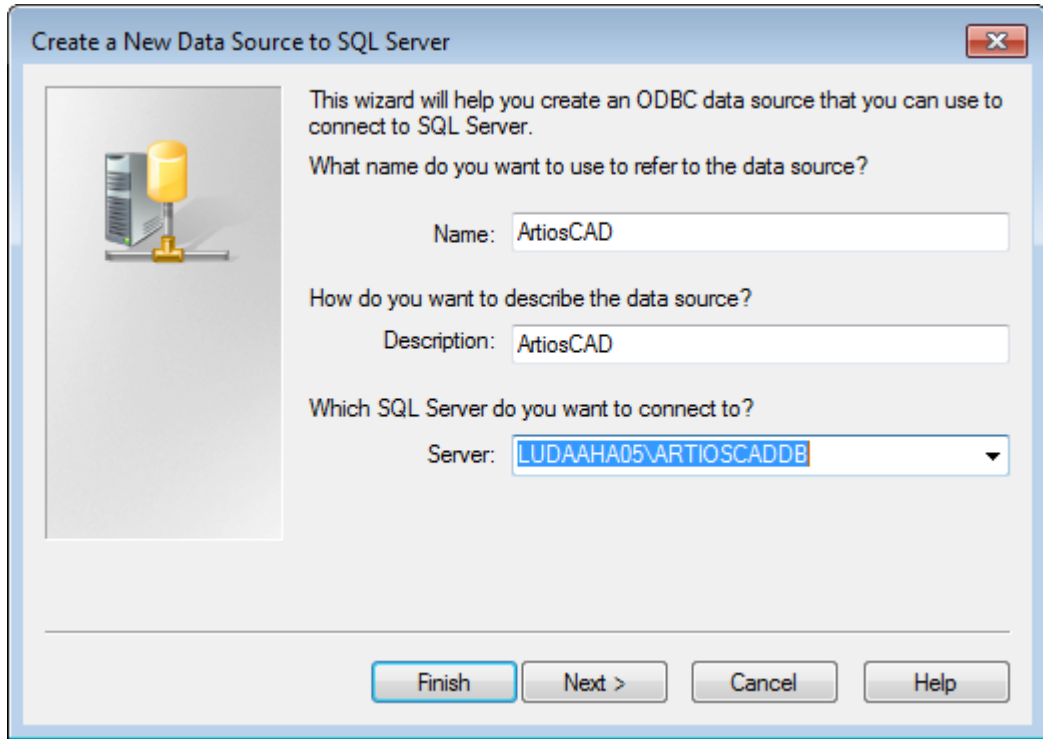 Create a New Data Source to SQL Server
This wizard will help you create an ODBC data source that you can use to
connect to SQL Server.
What name do you want to use to refer to the data source?
Name: ArtiosCAD
How do you want to describe the data source?
Description: ArtiosCAD
Which SQL Server do you want to connect to?
Server: LUDAAHA05\ARTIOSCADDB
Finish Next > Cancel Help